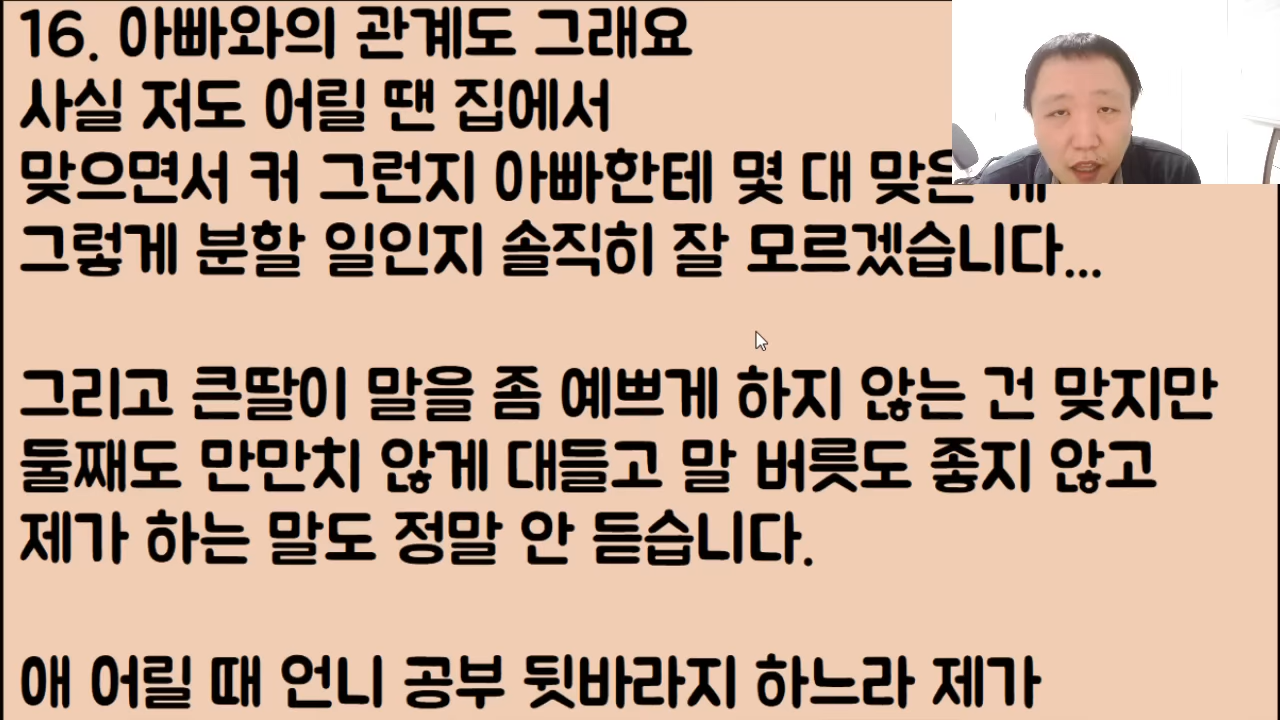 16. 아빠와의 관계도 그래요
사실 저도 어릴 땐 집에서
맞으면서 커 그런지 아빠한테 몇 대 맞은
그렇게 분할 일인지 솔직히 잘 모르겠습니다...
그리고 큰딸이 말을 좀 예쁘게 하지 않는 건 맞지만
둘째도 만만치 않게 대들고 말 버릇도 좋지 않고
제가 하는 말도 정말 안 듣습니다.
애 어릴 때 언니 공부 뒷바라지 하느라 제가